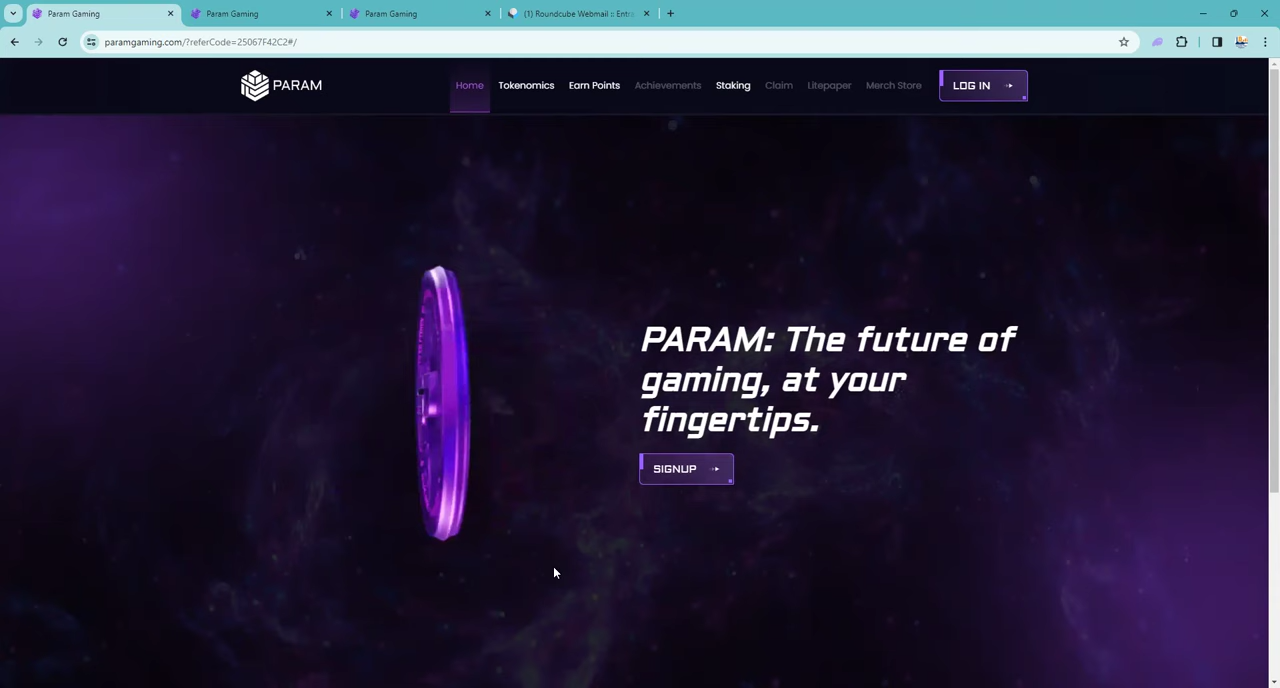 Param Gaming
Param Gaming
Param Gaming
(1) Roundcube Webmail :: Entra
paramgaming.com/?referCode=25067F42C2#/
PARAM
Home
Tokenomics
Earn Points
Achievements
Staking
Claim
Litepaper
Merch Store
LOG IN
PARAM: The future of
gaming, at your
fingertips.
SIGNUP